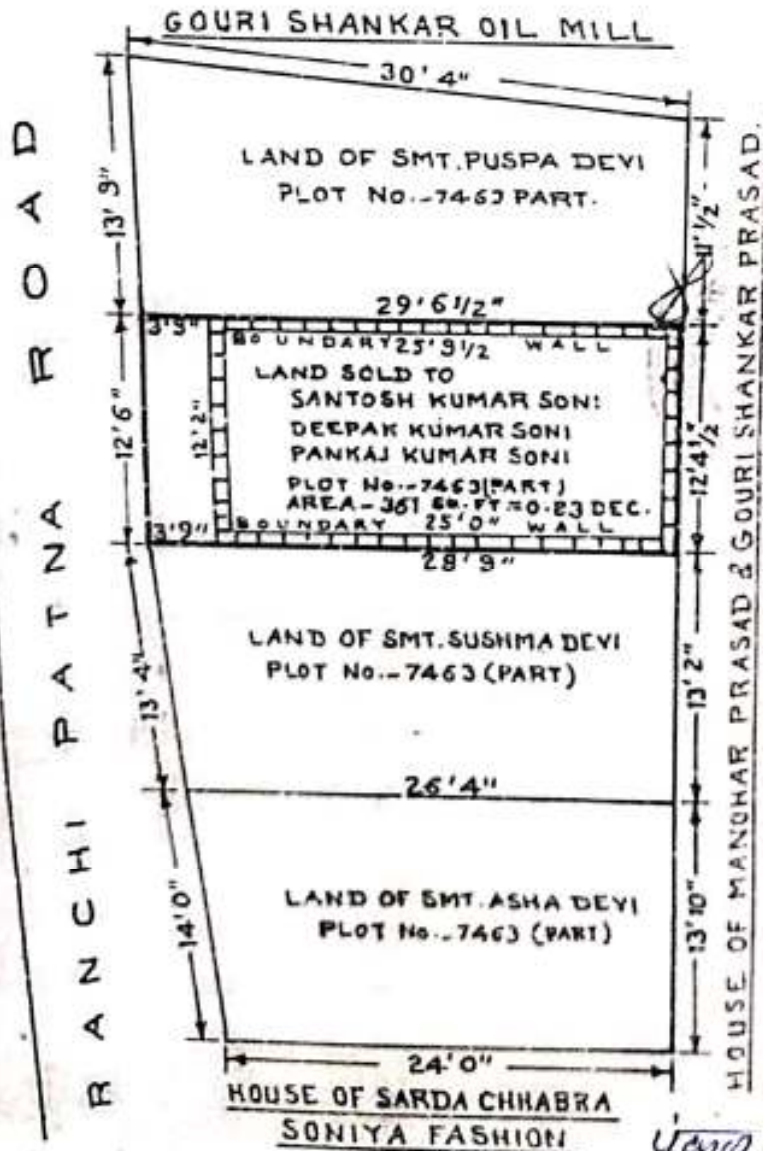 GOURI SHANKAR OIL MILL
30'4"
LAND OF SMT. PUSPA DEVI
PLOT No.-7463 PART.
13'9"
11'1/2"
29'6 1/2"
3'9"
BOUNDARY 25'9 1/2 WALL
LAND SOLD TO
SANTOSH KUMAR SONI
DEEPAK KUMAR SONI
PANKAJ KUMAR SONI
PLOT No.-7463 (PART)
AREA-361 SQ.FT.=0.83 DEC.
BOUNDARY 25'0" WALL
12'6"
12'2"
12'4 1/2"
3'9"
28'9"
LAND OF SMT. SUSHMA DEVI
PLOT No.-7463 (PART)
13'4"
13'2"
26'4"
LAND OF SMT. ASHA DEVI
PLOT No.-7463 (PART)
14'0"
13'10"
24'0"
HOUSE OF SARDA CHHABRA
SONIYA FASHION
RANCHI PATNA ROAD
HOUSE OF MANOHAR PRASAD & GOURI SHANKAR PRASAD.